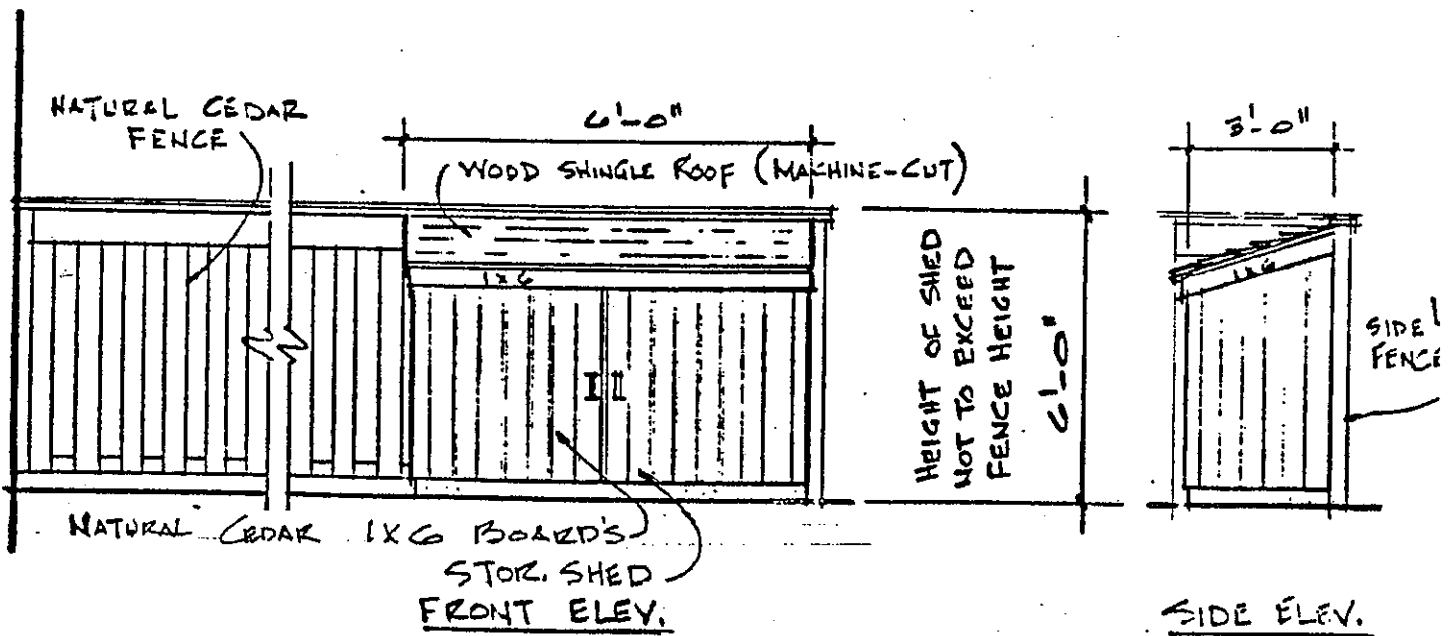 NATURAL CEDAR
FENCE
6'-0"
WOOD SHINGLE ROOF (MACHINE-CUT)
1x6
HEIGHT OF SHED
NOT TO EXCEED
FENCE HEIGHT
6'-0"
NATURAL CEDAR 1X6 BOARD'S
STOR. SHED
FRONT ELEV.
3'-0"
1x6
SIDE
FENCE
SIDE ELEV.